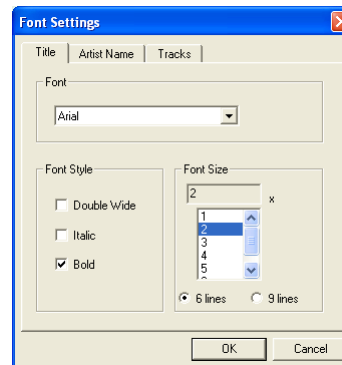 Font Settings
Title Artist Name Tracks
Font
Arial
Font Style
Double Wide
Italic
Bold
Font Size
2 x
1
2
3
4
5
6 lines 9 lines
OK Cancel